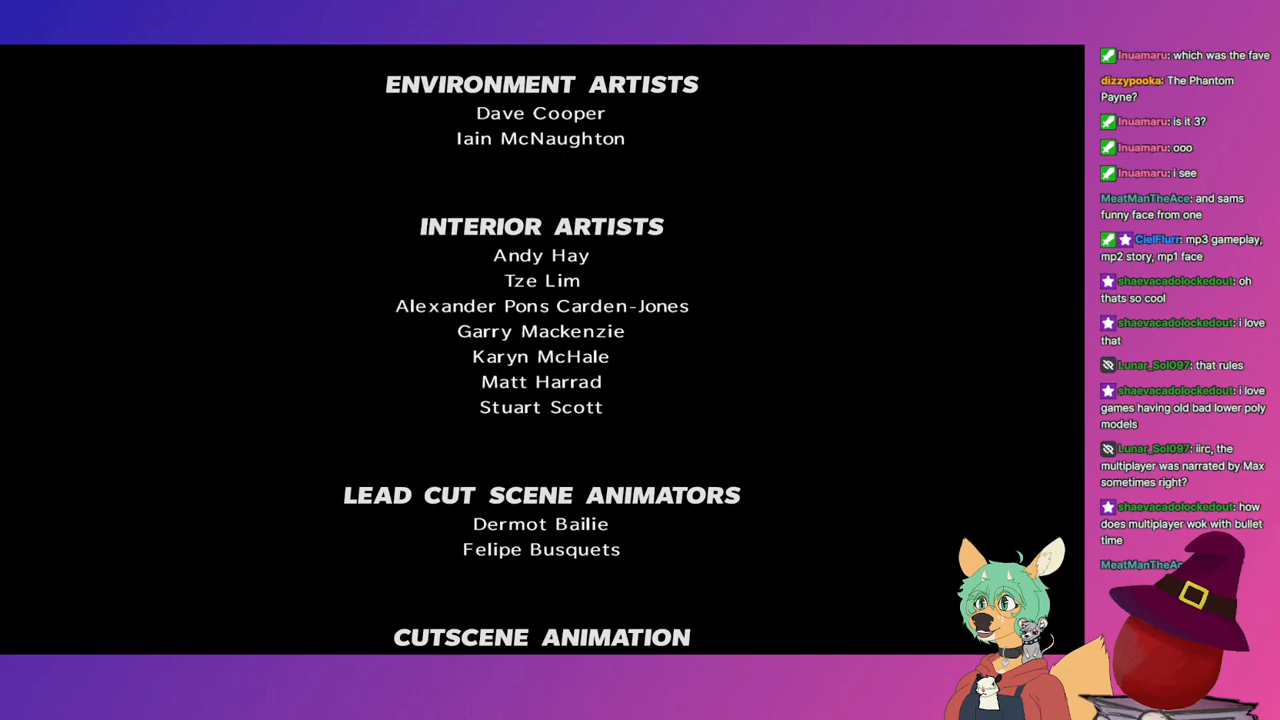 ENVIRONMENT ARTISTS
Dave Cooper
Iain McNaughton
INTERIOR ARTISTS
Andy Hay
Tze Lim
Alexander Pons Carden-Jones
Garry Mackenzie
Karyn McHale
Matt Harrad
Stuart Scott
LEAD CUT SCENE ANIMATORS
Dermot Bailie
Felipe Busquets
CUTSCENE ANIMATION
Inuamaru: which was the fave
dizzypooka: The Phantom
Payne?
Inuamaru: is it 3?
Inuamaru: ooo
Inuamaru: i see
MeatManTheAce: and sams
funny face from one
CielFlurr: mp3 gameplay,
mp2 story, mp1 face
shaevacadolockedout: oh
thats so cool
shaevacadolockedout: i love
that
Lunar_Sol097: that rules
shaevacadolockedout: i love
games having old bad lower poly
models
Lunar_Sol097: iirc, the
multiplayer was narrated by Max
sometimes right?
shaevacadolockedout: how
does multiplayer wok with bullet
time